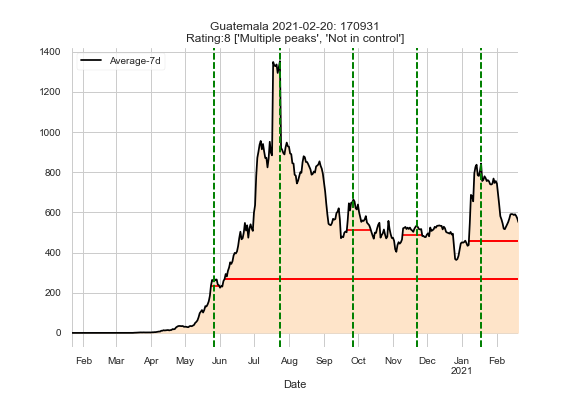 Guatemala 2021-02-20: 170931
Rating:8 ['Multiple peaks', 'Not in control']
Average-7d
1400
1200
1000
800
600
400
200
0
Feb Mar Apr May Jun Jul Aug Sep Oct Nov Dec Jan Feb
2021
Date